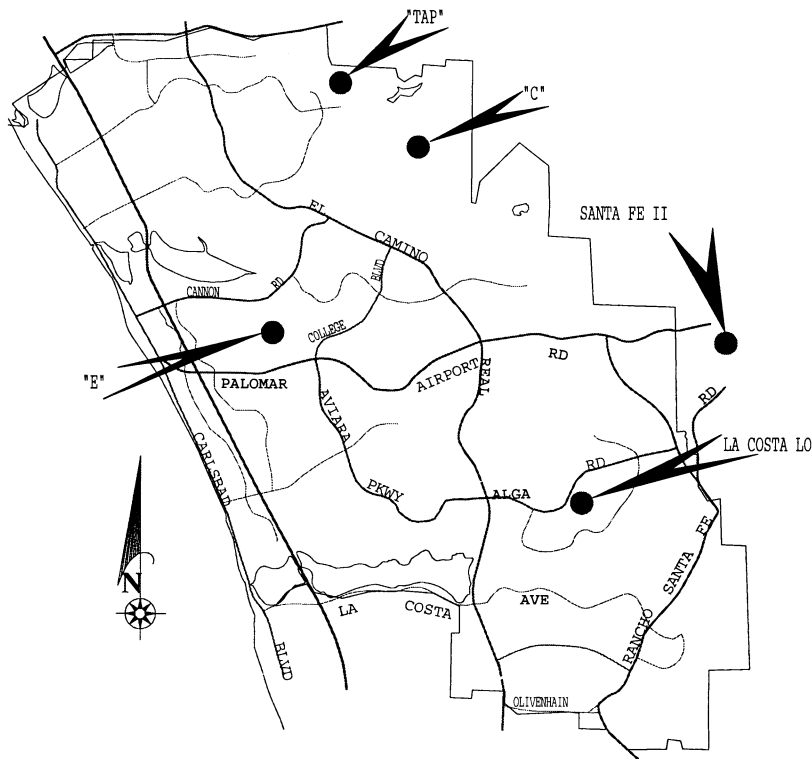 "TAP"
"C"
SANTA FE II
EL
CAMINO
REAL
CANNON
RD
COLLEGE
BLVD
"E"
PALOMAR
AIRPORT
RD
AVIARA
PKWY
ALGA
RD
RD
LA COSTA LO
CARLSBAD
BLVD
N
LA
COSTA
AVE
RANCHO
SANTA
FE
OLIVENHAIN